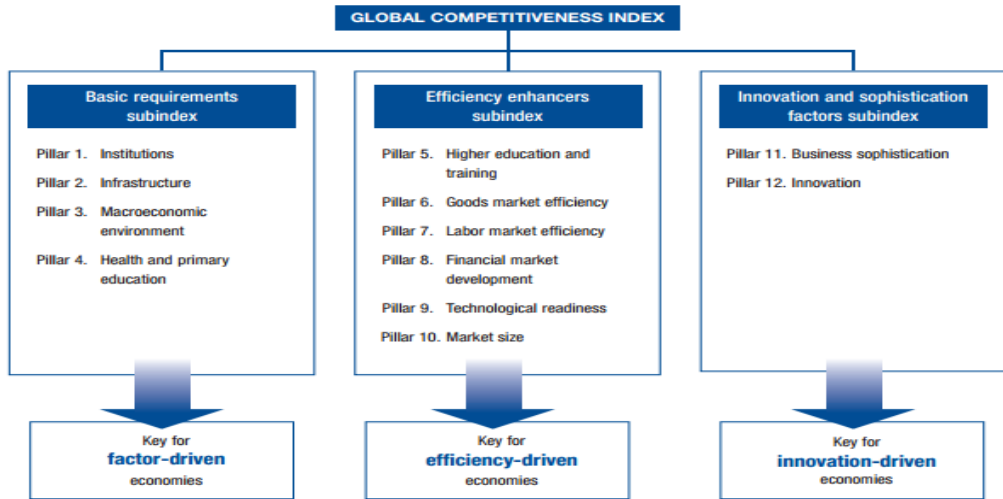 GLOBAL COMPETITIVENESS INDEX
Basic requirements
subindex
Pillar 1. Institutions
Pillar 2. Infrastructure
Pillar 3. Macroeconomic
environment
Pillar 4. Health and primary
education
Key for
factor-driven
economies
Efficiency enhancers
subindex
Pillar 5. Higher education and
training
Pillar 6. Goods market efficiency
Pillar 7. Labor market efficiency
Pillar 8. Financial market
development
Pillar 9. Technological readiness
Pillar 10. Market size
Key for
efficiency-driven
economies
Innovation and sophistication
factors subindex
Pillar 11. Business sophistication
Pillar 12. Innovation
Key for
innovation-driven
economies